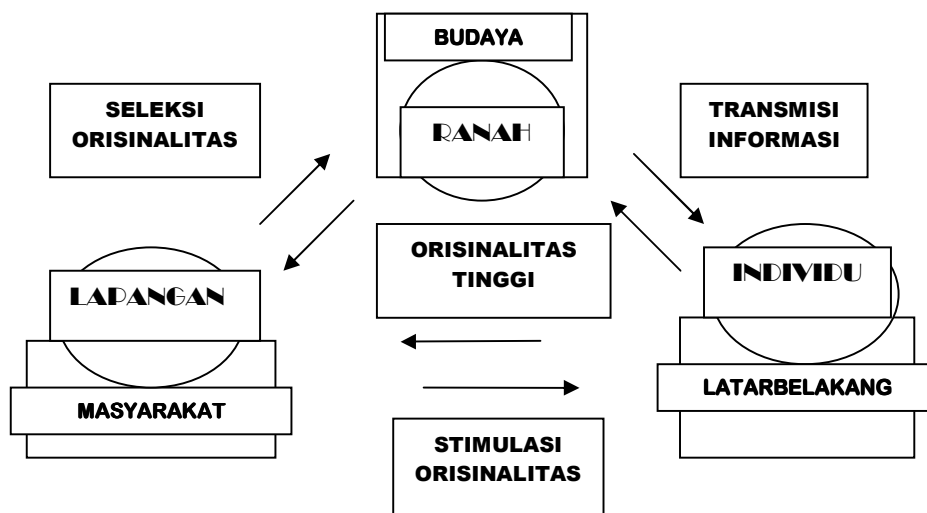 BUDAYA
SELEKSI
ORISINALITAS
RANAH
TRANSMISI
INFORMASI
ORISINALITAS
TINGGI
LAPANGAN
INDIVIDU
MASYARAKAT
LATARBELAKANG
STIMULASI
ORISINALITAS